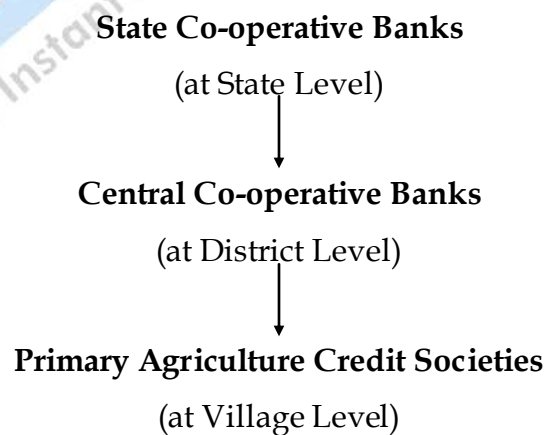 Instant
State Co-operative Banks
(at State Level)
Central Co-operative Banks
(at District Level)
Primary Agriculture Credit Societies
(at Village Level)